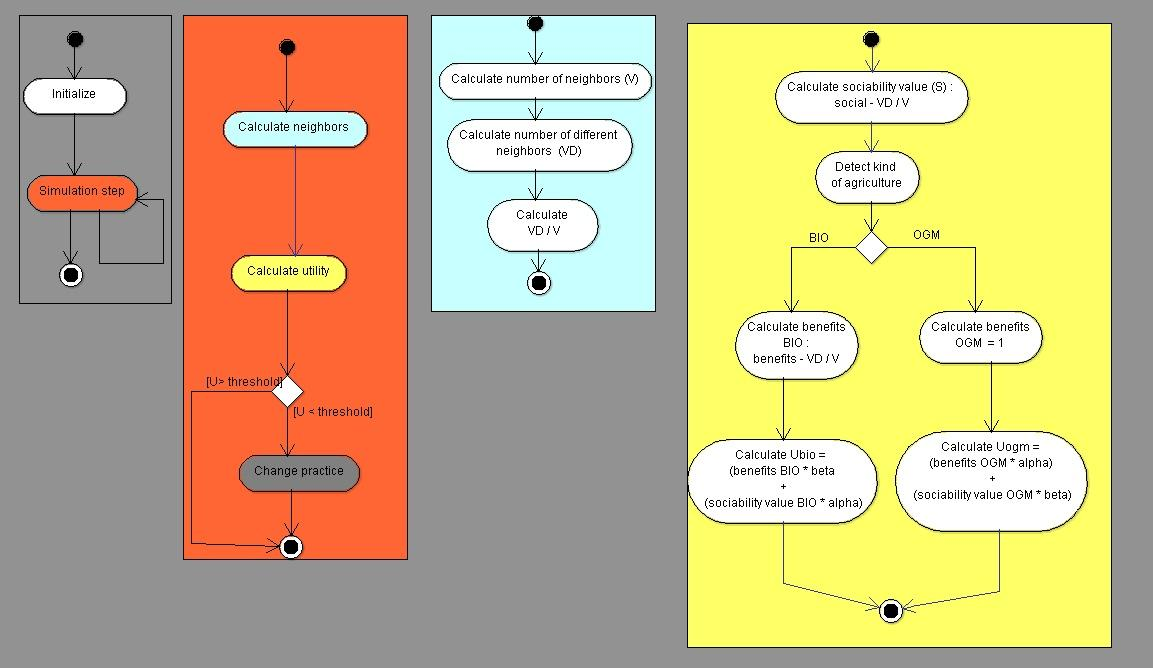 Initialize
Simulation step
Calculate neighbors
Calculate utility
[U> threshold]
[U < threshold]
Change practice
Calculate number of neighbors (V)
Calculate number of different
neighbors (VD)
Calculate
VD / V
Calculate sociability value (S) :
social - VD / V
Detect kind
of agriculture
BIO
OGM
Calculate benefits
BIO :
benefits - VD / V
Calculate benefits
OGM = 1
Calculate Ubio =
(benefits BIO * beta
+
(sociability value BIO * alpha)
Calculate Uogm =
(benefits OGM * alpha)
+
(sociability value OGM * beta)